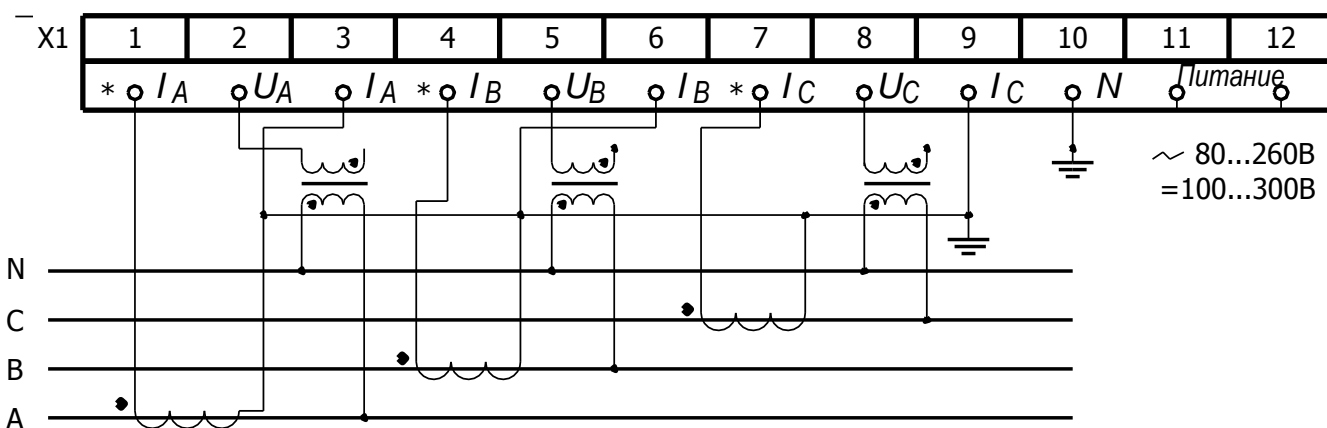 X1 1 2 3 4 5 6 7 8 9 10 11 12
* I A U A I A * I B U B I B * I C U C I C N Питание
~ 80...260В
=100...300В
N
C
B
A